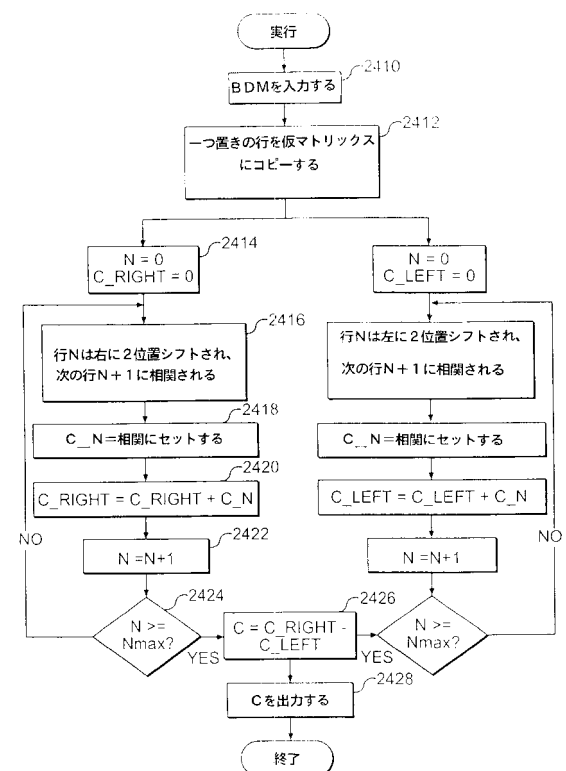 実行
2410
BDMを入力する
2412
一つ置きの行を仮マトリックス
にコピーする
2414
N = 0
C_RIGHT = 0
N = 0
C_LEFT = 0
2416
行Nは右に2位置シフトされ、
次の行N+1に相関される
行Nは左に2位置シフトされ、
次の行N+1に相関される
2418
C_N=相関にセットする
C_N=相関にセットする
2420
C_RIGHT = C_RIGHT + C_N
C_LEFT = C_LEFT + C_N
2422
N =N+1
N =N+1
NO
NO
2424
N >=
Nmax?
YES
2426
C = C_RIGHT -
C_LEFT
YES
N >=
Nmax?
2428
Cを出力する
終了